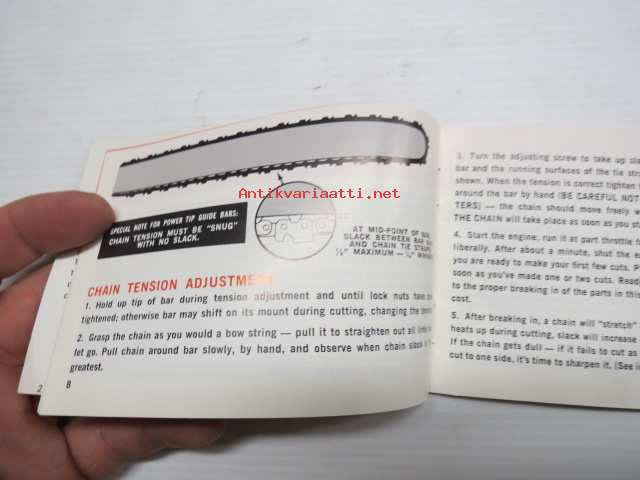 SPECIAL NOTE FOR POWER TIP GUIDE BARS:
CHAIN TENSION MUST BE "SNUG"
WITH NO SLACK.
Antikvariaatti.net
AT MID-POINT OF BAR
SLACK BETWEEN BAR
AND CHAIN TIE STRAPS
MAXIMUM —
CHAIN TENSION ADJUSTMENT
1. Hold up tip of bar during tension adjustment and until lock nuts have
tightened; otherwise bar may shift on its mount during cutting, changing the
2. Grasp the chain as you would a bow string — pull it to straighten out all
let go. Pull chain around bar slowly, by hand, and observe when chain slack
greatest.
8
2
3. Turn the adjusting screw to take up
bar and the running surfaces of the tie
shown. When the tension is correct tighten
around the bar by hand (BE CAREFUL NOT
TERS) — the chain should move freely
THE CHAIN will take place as soon as you
4. Start the engine, run it at part throttle
liberally. After about a minute, shut the
you are ready to make your first few cuts.
soon as you've made one or two cuts.
to the proper breaking in of the parts in the
cost.
5. After breaking in, a chain will "stretch"
heats up during cutting, slack will increase
If the chain gets dull — if it fails to cut as
cut to one side, it's time to sharpen it. (See